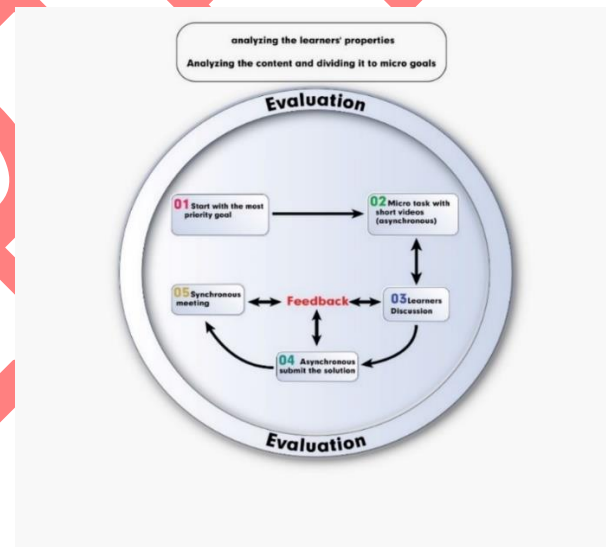 analyzing the learners' properties
Analyzing the content and dividing it to micro goals
Evaluation
01 Start with the most
priority goal
02 Micro task with
short videos
(asynchronous)
05 Synchronous
meeting
Feedback
03 Learners
Discussion
04 Asynchronous
submit the solution
Evaluation